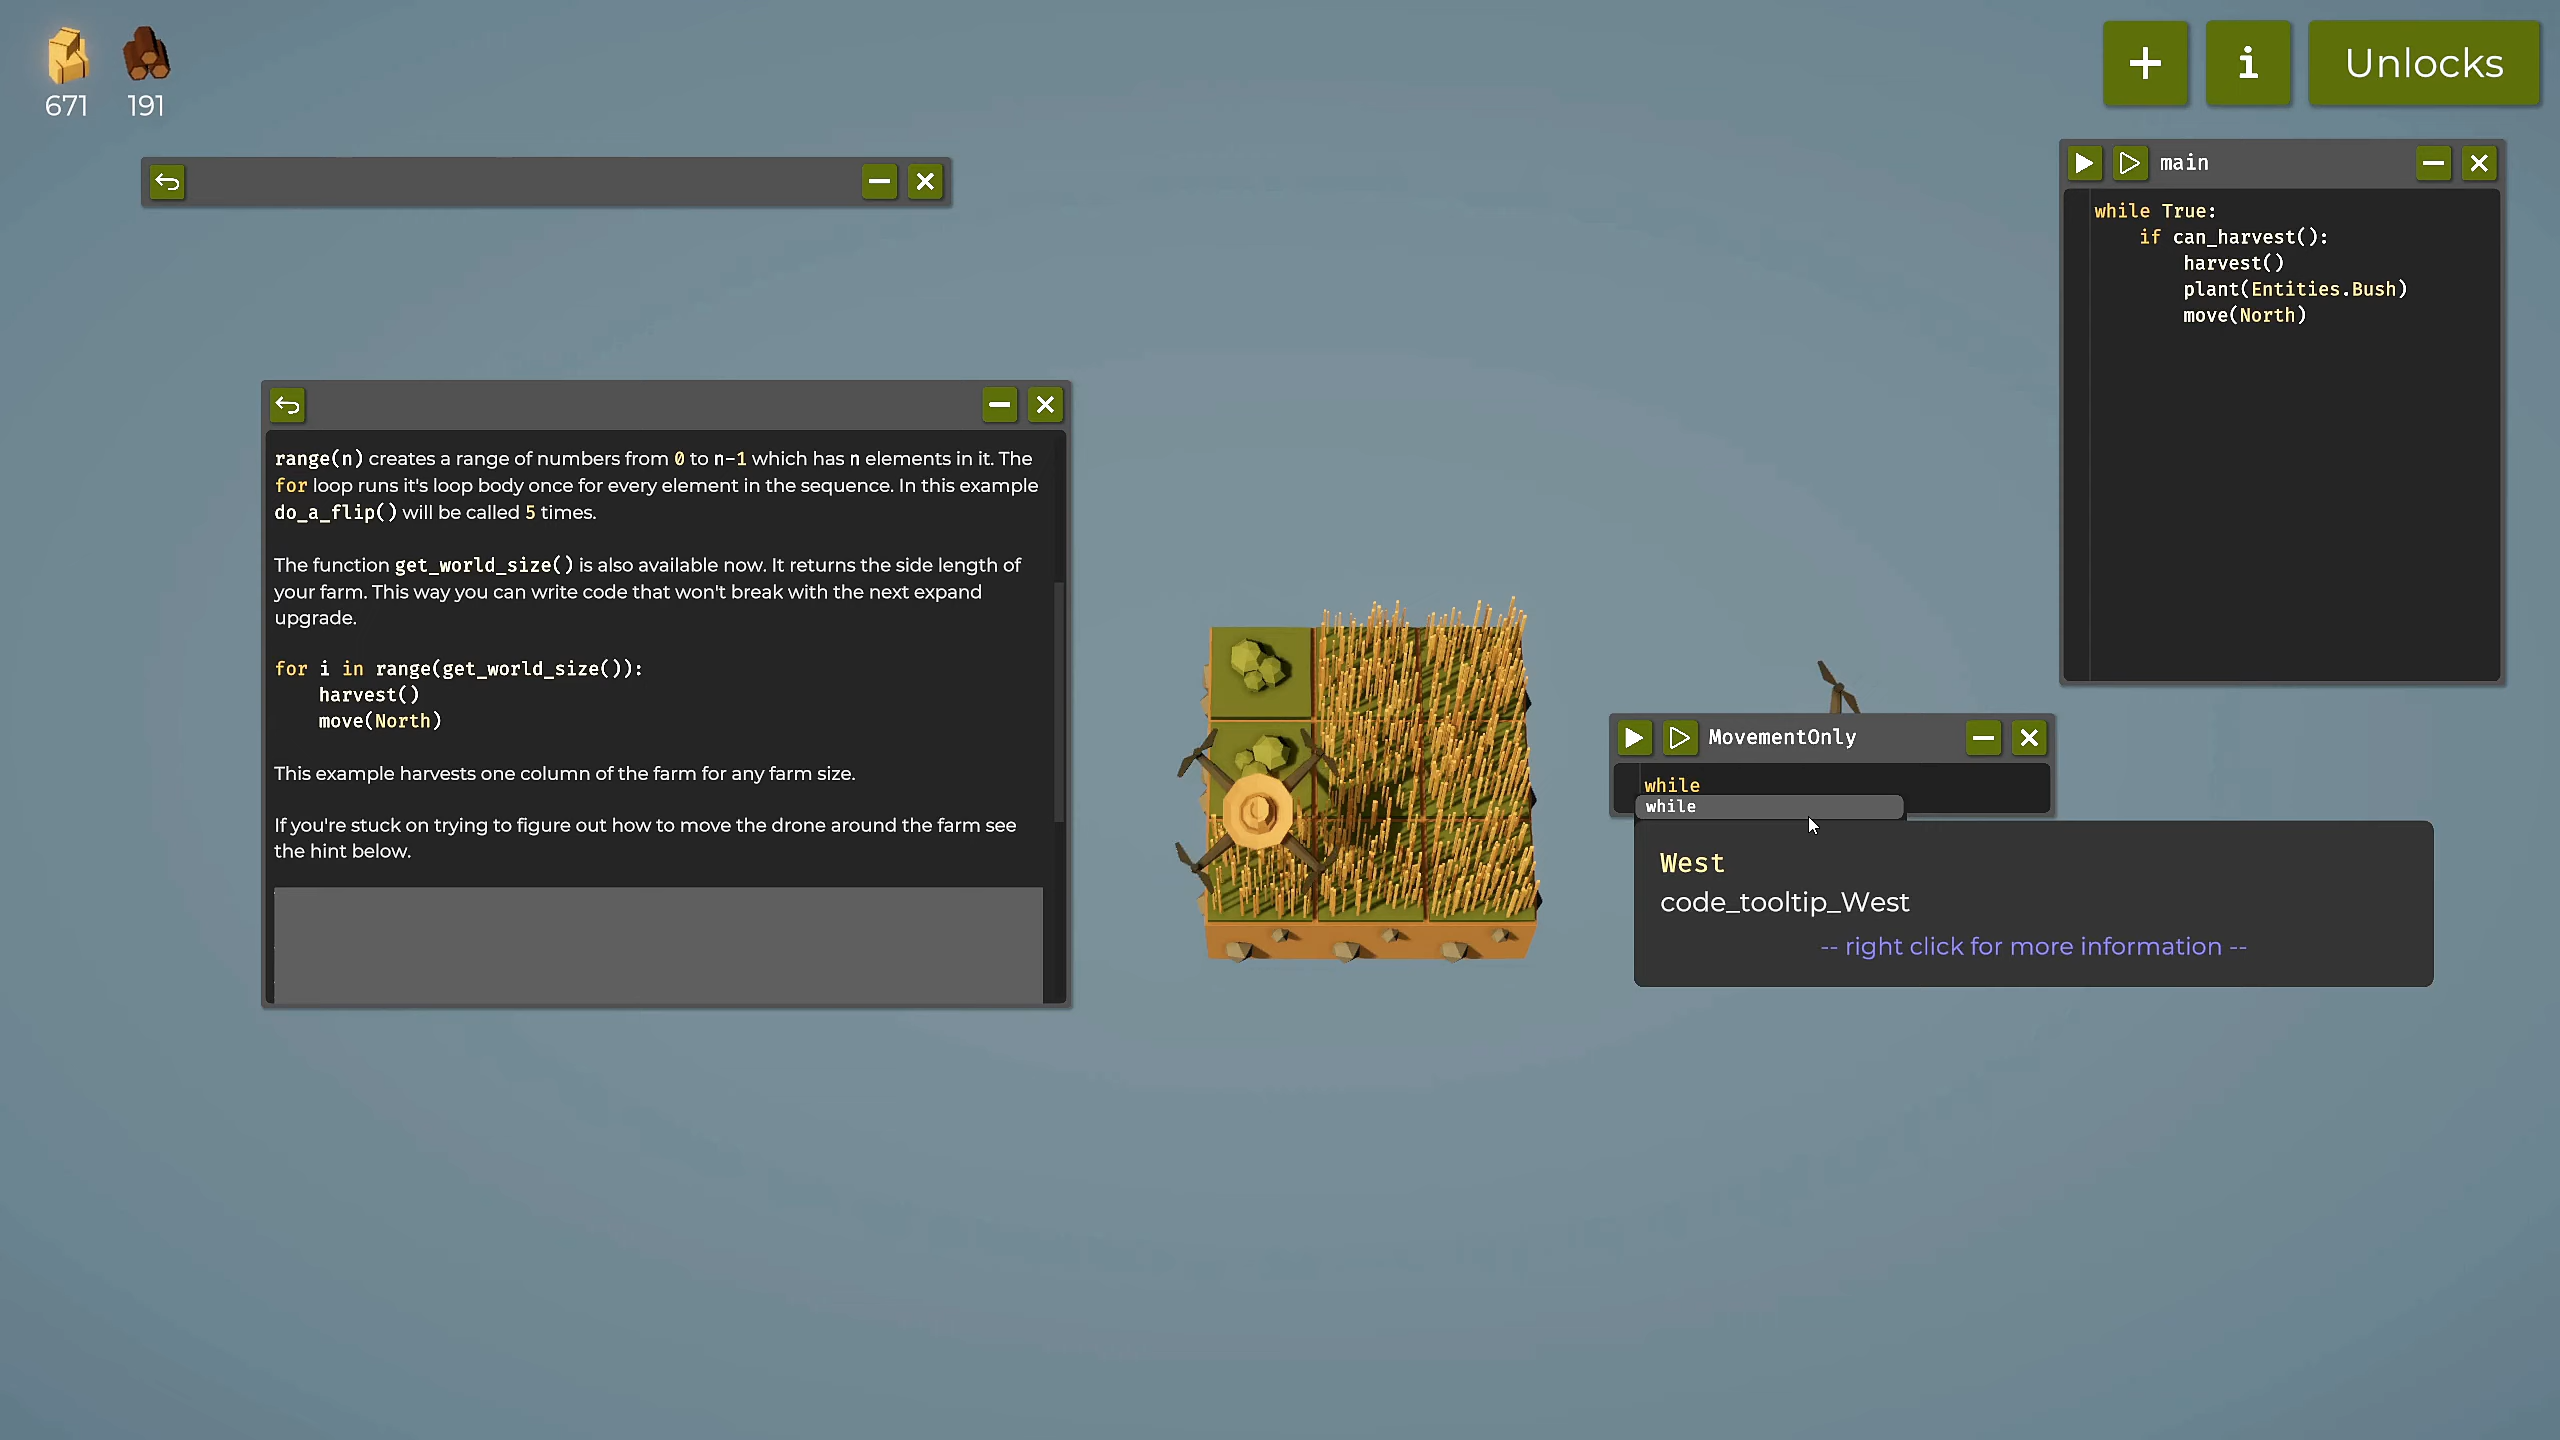 671
191
Unlocks
main
while True:
if can_harvest():
harvest()
plant(Entities.Bush)
move(North)
range(n) creates a range of numbers from 0 to n-1 which has n elements in it. The
for loop runs it's loop body once for every element in the sequence. In this example
do_a_flip() will be called 5 times.
The function get_world_size() is also available now. It returns the side length of
your farm. This way you can write code that won't break with the next expand
upgrade.
for i in range(get_world_size()):
harvest()
move(North)
This example harvests one column of the farm for any farm size.
If you're stuck on trying to figure out how to move the drone around the farm see
the hint below.
MovementOnly
while
while
West
code_tooltip_West
-- right click for more information --